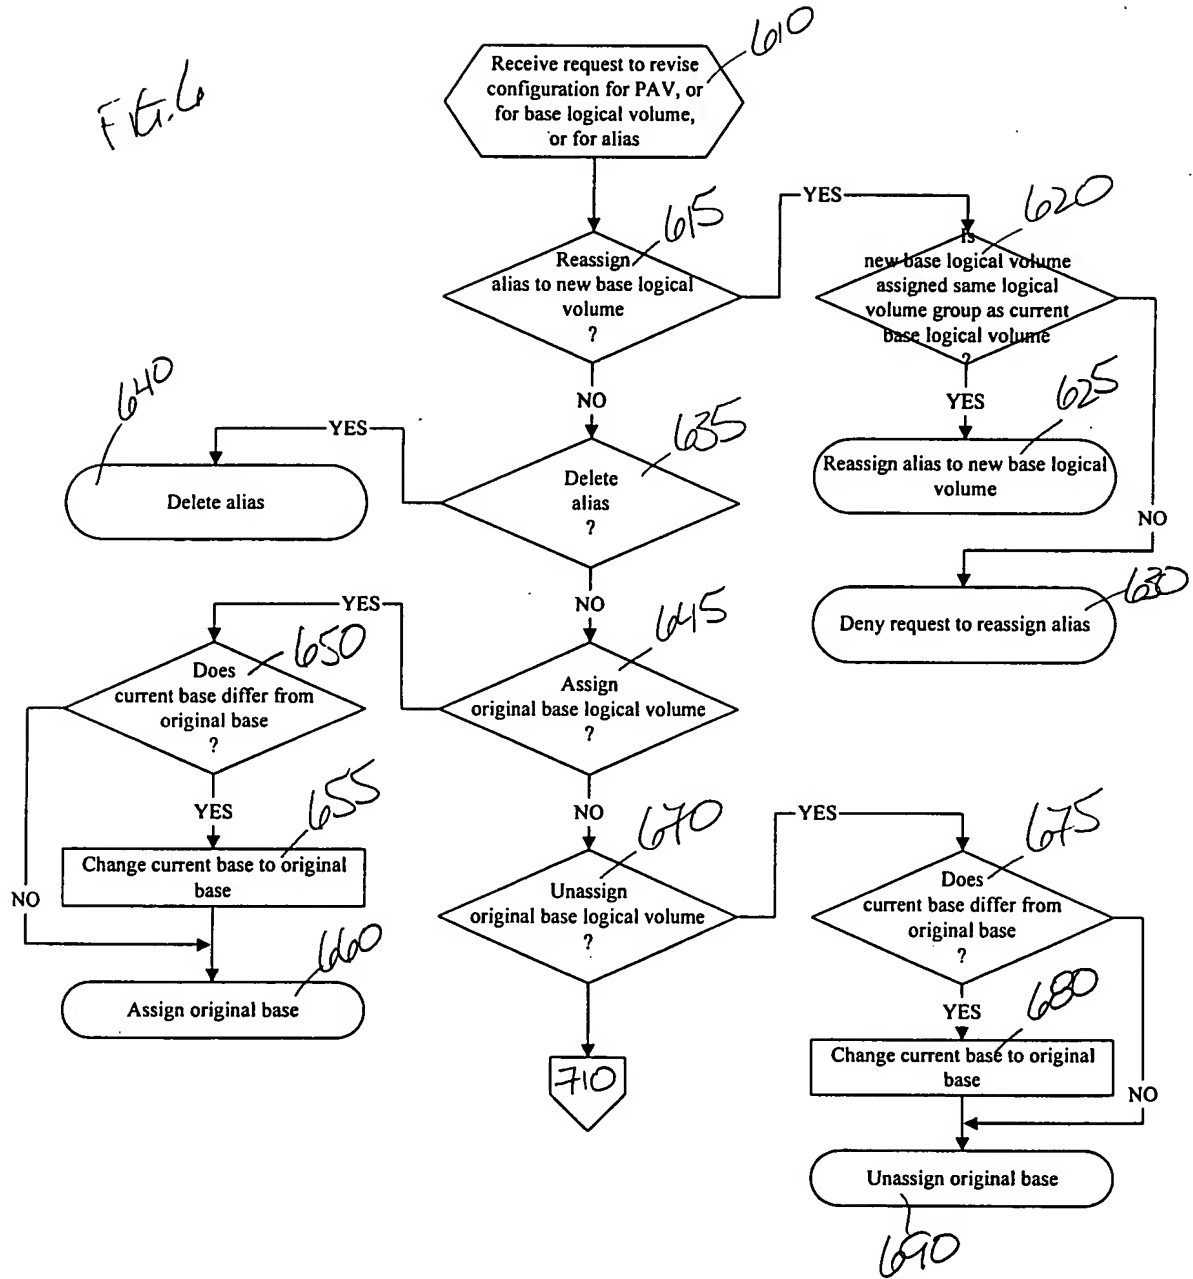 FIG. 6
610
Receive request to revise
configuration for PAV, or
for base logical volume,
or for alias
615
Reassign
alias to new base logical
volume
?
YES
620
Is
new base logical volume
assigned same logical
volume group as current
base logical volume
?
YES
625
Reassign alias to new base logical
volume
NO
630
Deny request to reassign alias
NO
635
Delete
alias
?
YES
640
Delete alias
NO
645
Assign
original base logical volume
?
YES
650
Does
current base differ from
original base
?
YES
655
Change current base to original
base
NO
660
Assign original base
NO
670
Unassign
original base logical volume
?
YES
675
Does
current base differ from
original base
?
YES
680
Change current base to original
base
NO
Unassign original base
690
710